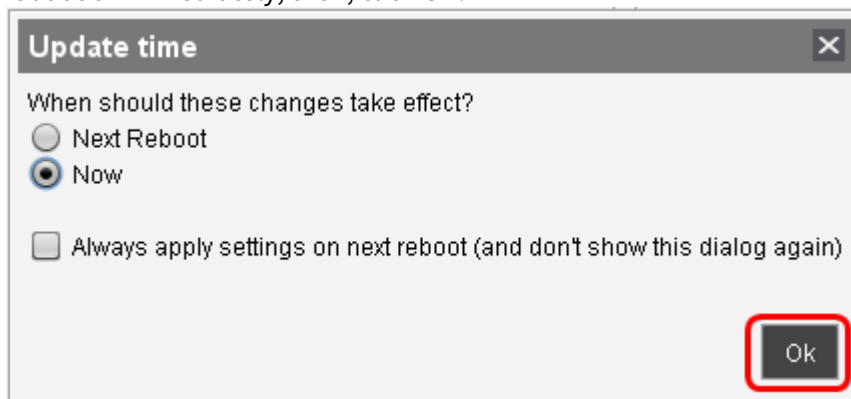 Update time
When should these changes take effect?
Next Reboot
Now
Always apply settings on next reboot (and don't show this dialog again)
Ok